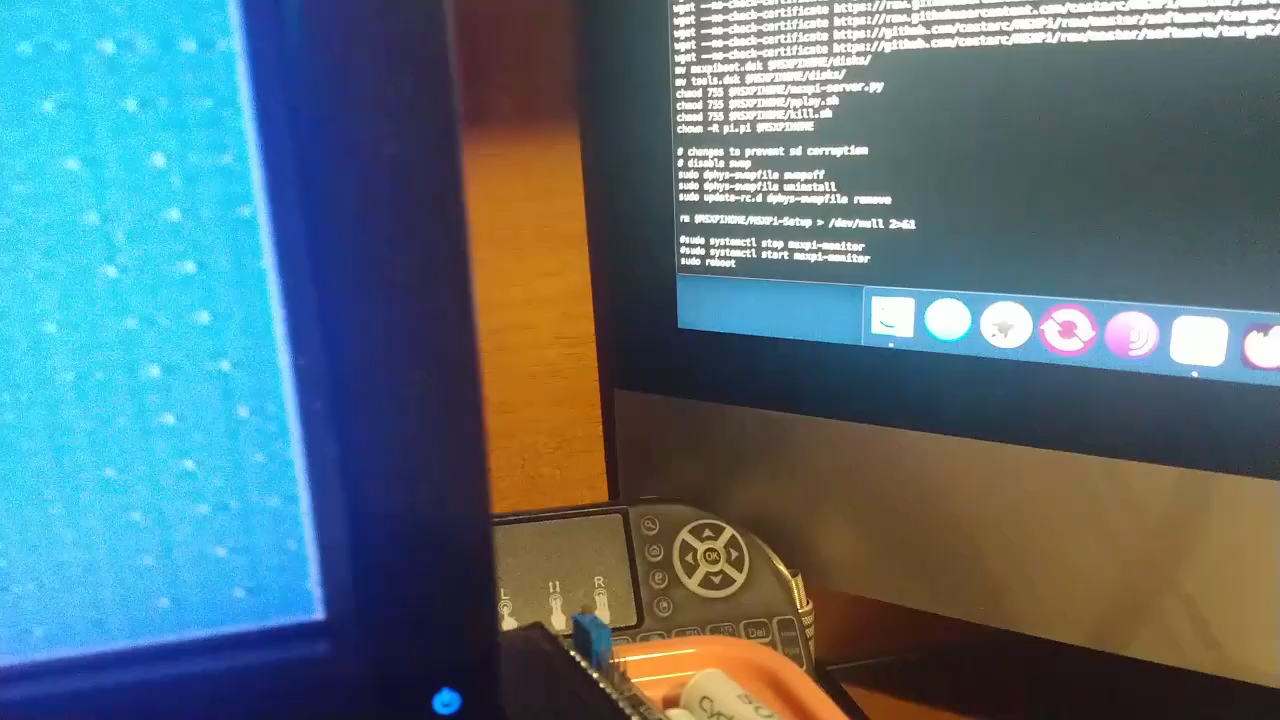 wget --no-check-certificate https://raw.githubusercontent.com/costarc/MSXPi/master/software/target/
wget --no-check-certificate https://github.com/costarc/MSXPi/raw/master/software/target/
wget --no-check-certificate https://github.com/costarc/MSXPi/raw/master/software/target/
mv msxpiboot.dsk $MSXPIHOME/disks/
mv tools.dsk $MSXPIHOME/disks/
chmod 755 $MSXPIHOME/msxpi-server.py
chmod 755 $MSXPIHOME/pplay.sh
chmod 755 $MSXPIHOME/kill.sh
chown -R pi.pi $MSXPIHOME
# changes to prevent sd corruption
# disable swap
sudo dphys-swapfile swapoff
sudo dphys-swapfile uninstall
sudo update-rc.d dphys-swapfile remove
rm $MSXPIHOME/MSXPi-Setup > /dev/null 2>&1
#sudo systemctl stop msxpi-monitor
#sudo systemctl start msxpi-monitor
sudo reboot
OK
L R
Del